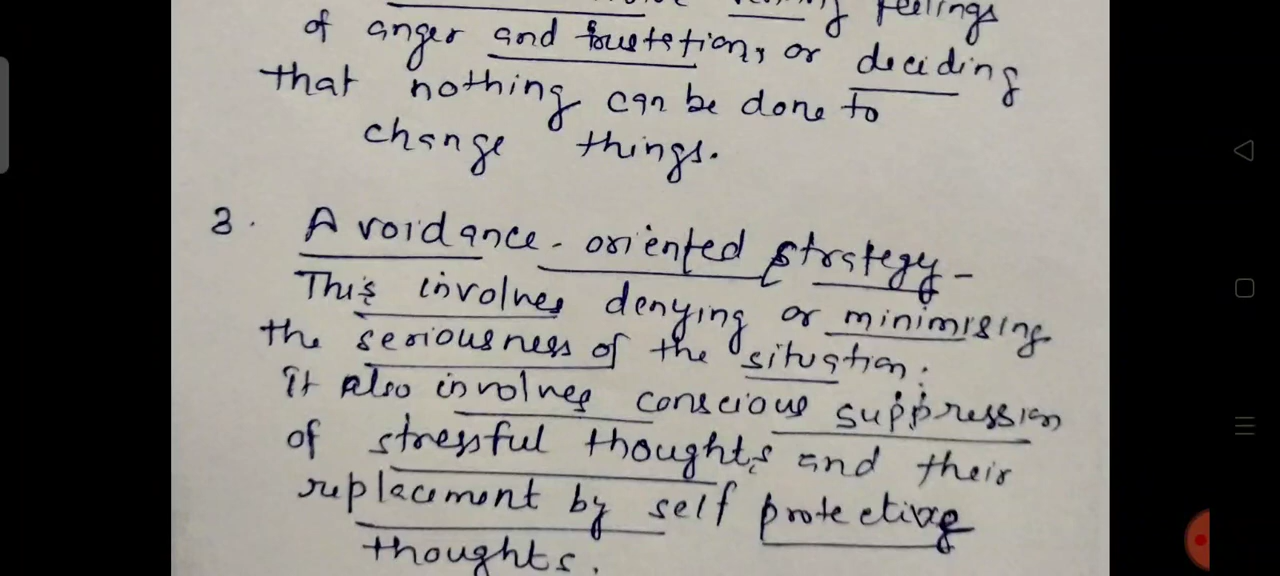 feelings
of anger and frustetion, or deciding
that nothing can be done to
change things.
3. Avoidance-oriented strategy-
This involves denying or minimising
the seriousness of the situation.
it also involves conscious suppression
of stressful thoughts and their
replacement by self protective
thoughts.